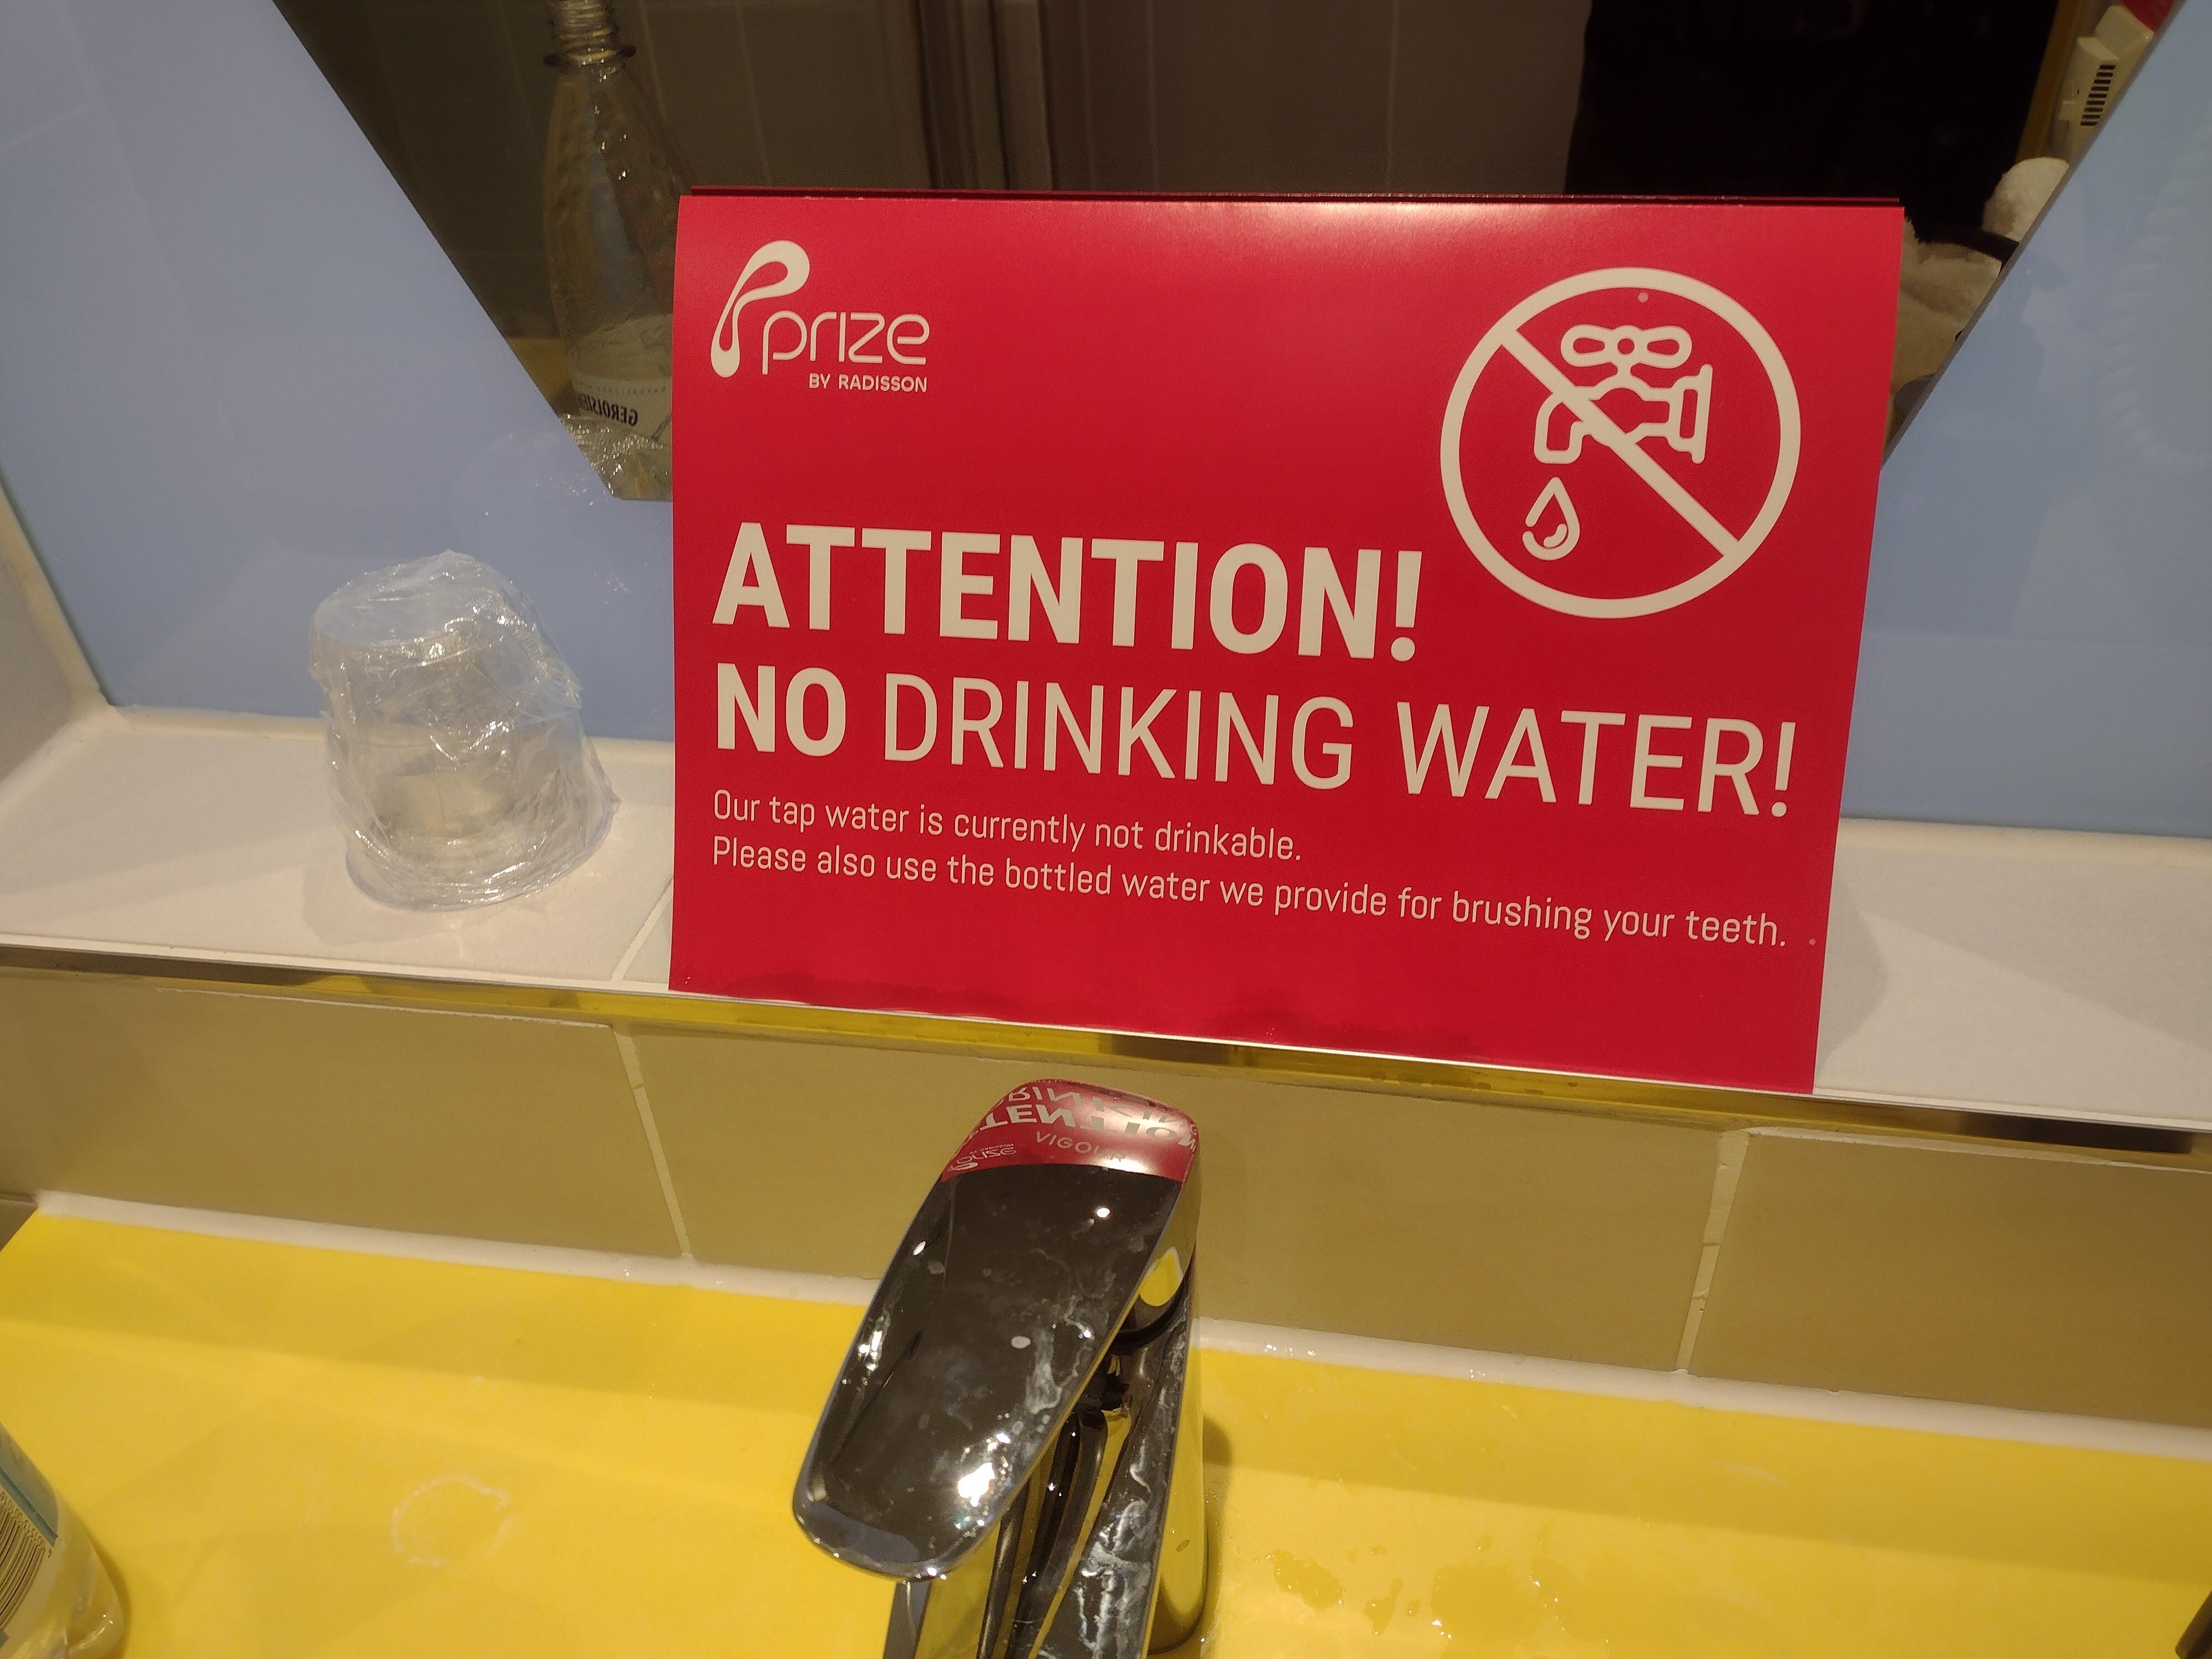 prize
BY RADISSON
ATTENTION!
NO DRINKING WATER!
Our tap water is currently not drinkable.
Please also use the bottled water we provide for brushing your teeth.
VIGOUR